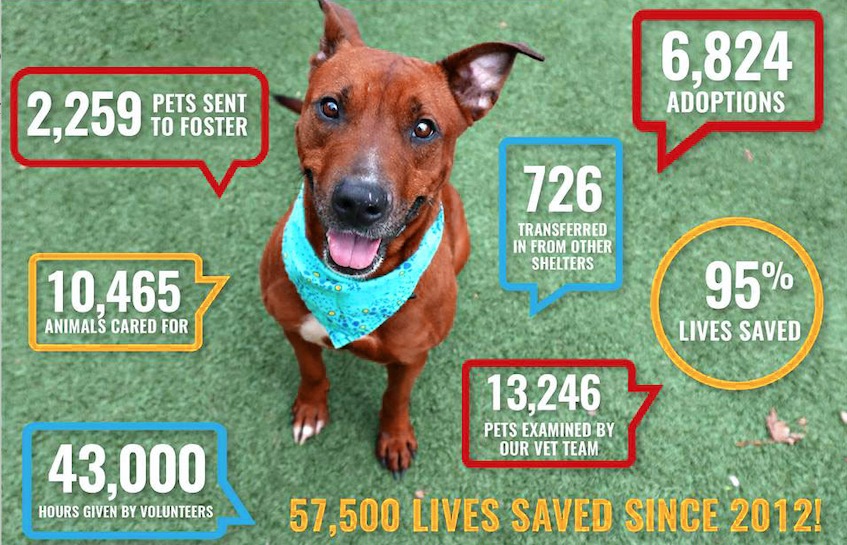 6,824
ADOPTIONS
2,259 PETS SENT
TO FOSTER
726
TRANSFERRED
IN FROM OTHER
SHELTERS
10,465
ANIMALS CARED FOR
95%
LIVES SAVED
13,246
PETS EXAMINED BY
OUR VET TEAM
43,000
HOURS GIVEN BY VOLUNTEERS
57,500 LIVES SAVED SINCE 2012!